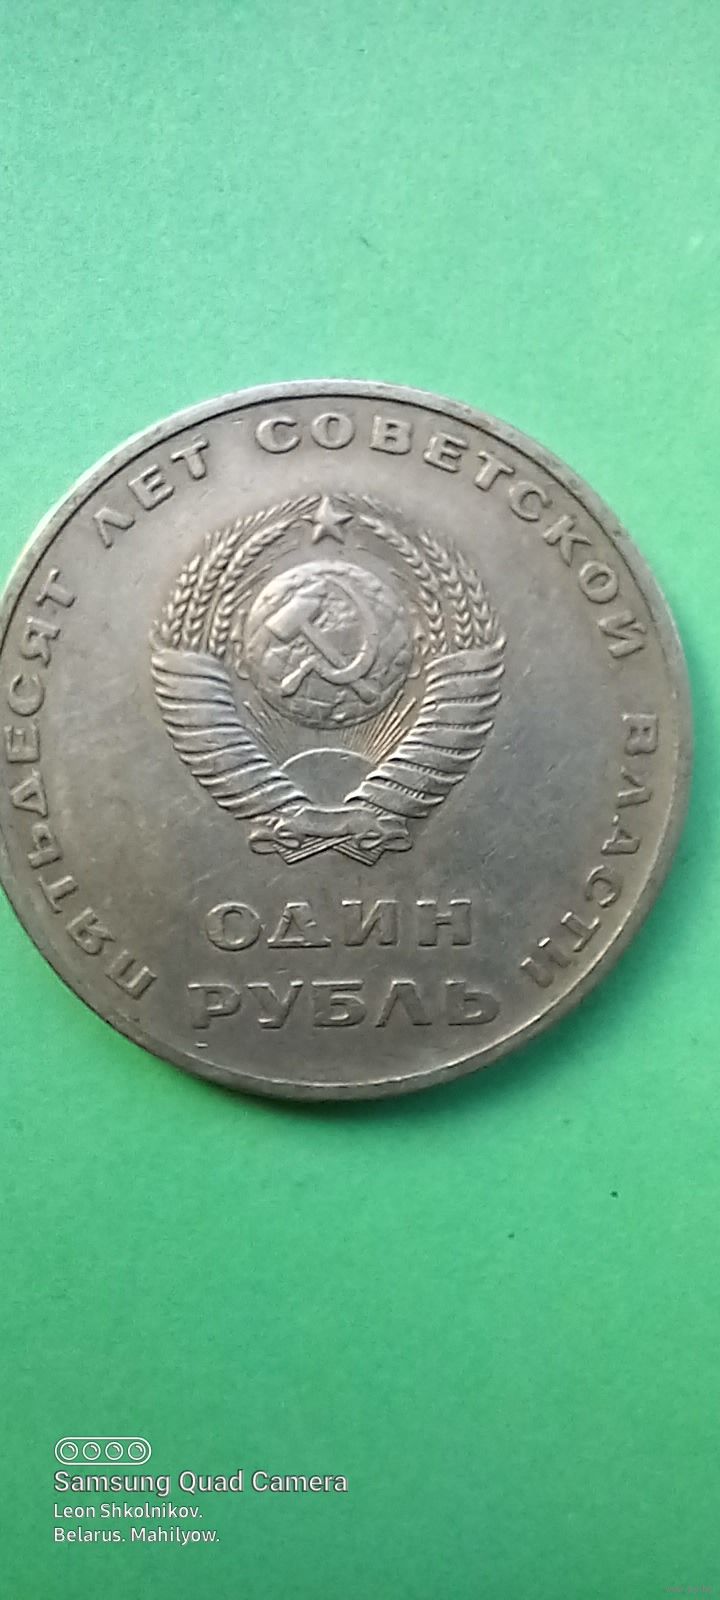 ПЯТЬДЕСЯТ ЛЕТ СОВЕТСКОЙ ВЛАСТИ
ОДИН
РУБЛЬ
Samsung Quad Camera
Leon Shkolnikov.
Belarus. Mahilyow.